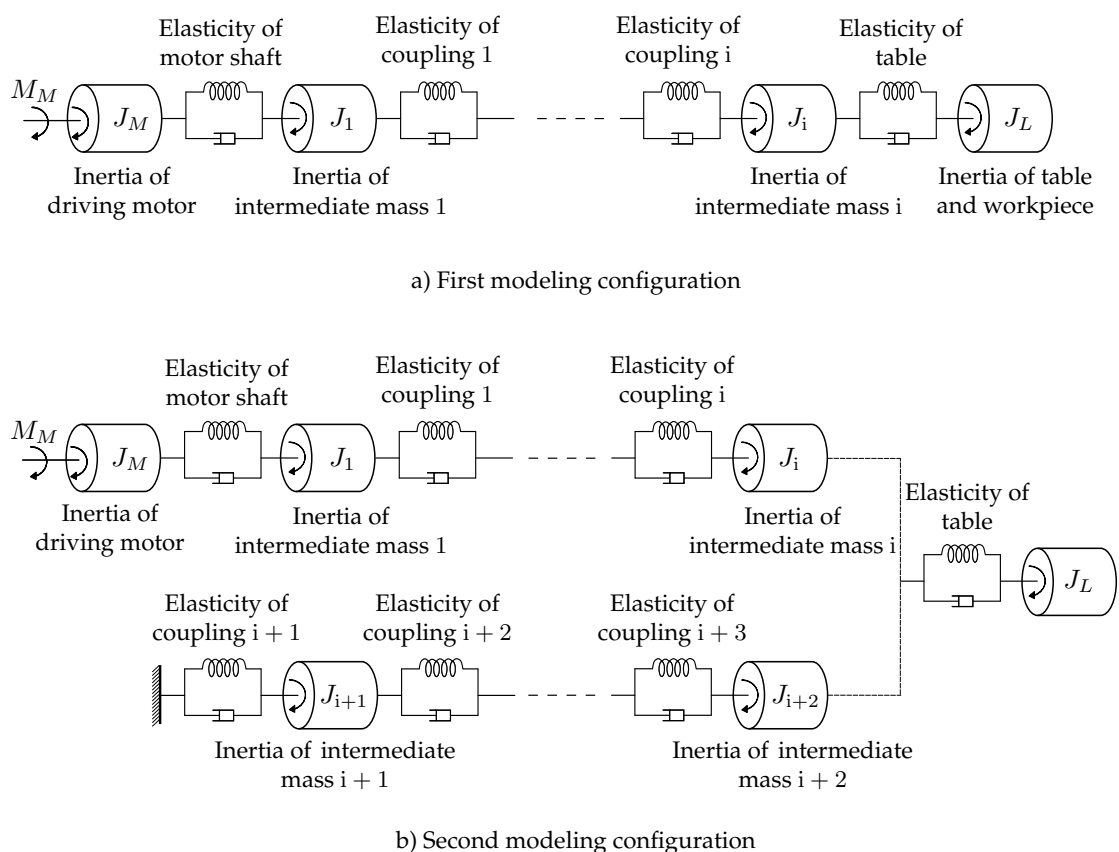 Elasticity of
motor shaft
Elasticity of
coupling 1
Elasticity of
coupling i
Elasticity of
table
M_M
J_M
J_1
J_i
J_L
Inertia of
driving motor
Inertia of
intermediate mass 1
Inertia of
intermediate mass i
Inertia of table
and workpiece
a) First modeling configuration
Elasticity of
motor shaft
Elasticity of
coupling 1
Elasticity of
coupling i
M_M
J_M
J_1
J_i
Inertia of
driving motor
Inertia of
intermediate mass 1
Inertia of
intermediate mass i
Elasticity of
table
J_L
Elasticity of
coupling i + 1
Elasticity of
coupling i + 2
Elasticity of
coupling i + 3
J_{i+1}
J_{i+2}
Inertia of intermediate
mass i + 1
Inertia of intermediate
mass i + 2
b) Second modeling configuration